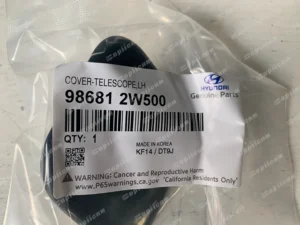 COVER-TELESCOPE,LH
98681 2W500
HYUNDAI
Genuine Parts
QTY: 1
MADE IN KOREA
KF14 / DT9J
WARNING: Cancer and Reproductive Harm
www.P65warnings.ca.gov "California Residents Only"